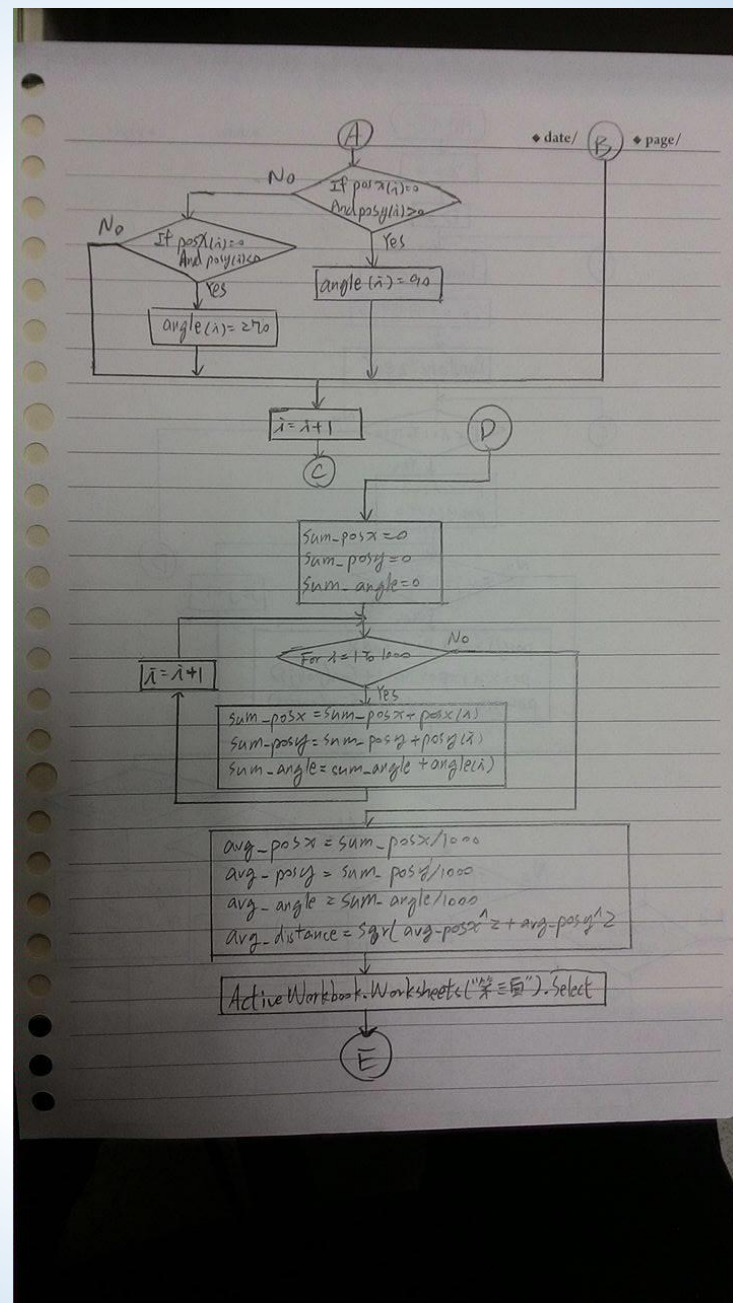 A
◆ date/ B ◆ page/
No
If posx(i)=0
And posy(i)>0
No
If posx(i)=0
And posy(i)<0
Yes
angle(i)=90
Yes
angle(i)=270
i=i+1
D
C
sum_posx=0
sum_posy=0
sum_angle=0
No
For i=1 to 1000
i=i+1
Yes
sum_posx=sum_posx+posx(i)
sum_posy=sum_posy+posy(i)
sum_angle=sum_angle+angle(i)
avg_posx=sum_posx/1000
avg_posy=sum_posy/1000
avg_angle=sum_angle/1000
avg_distance=sqr(avg_posx^2+avg_posy^2
ActiveWorkbook.Worksheets("第三頁").Select
E